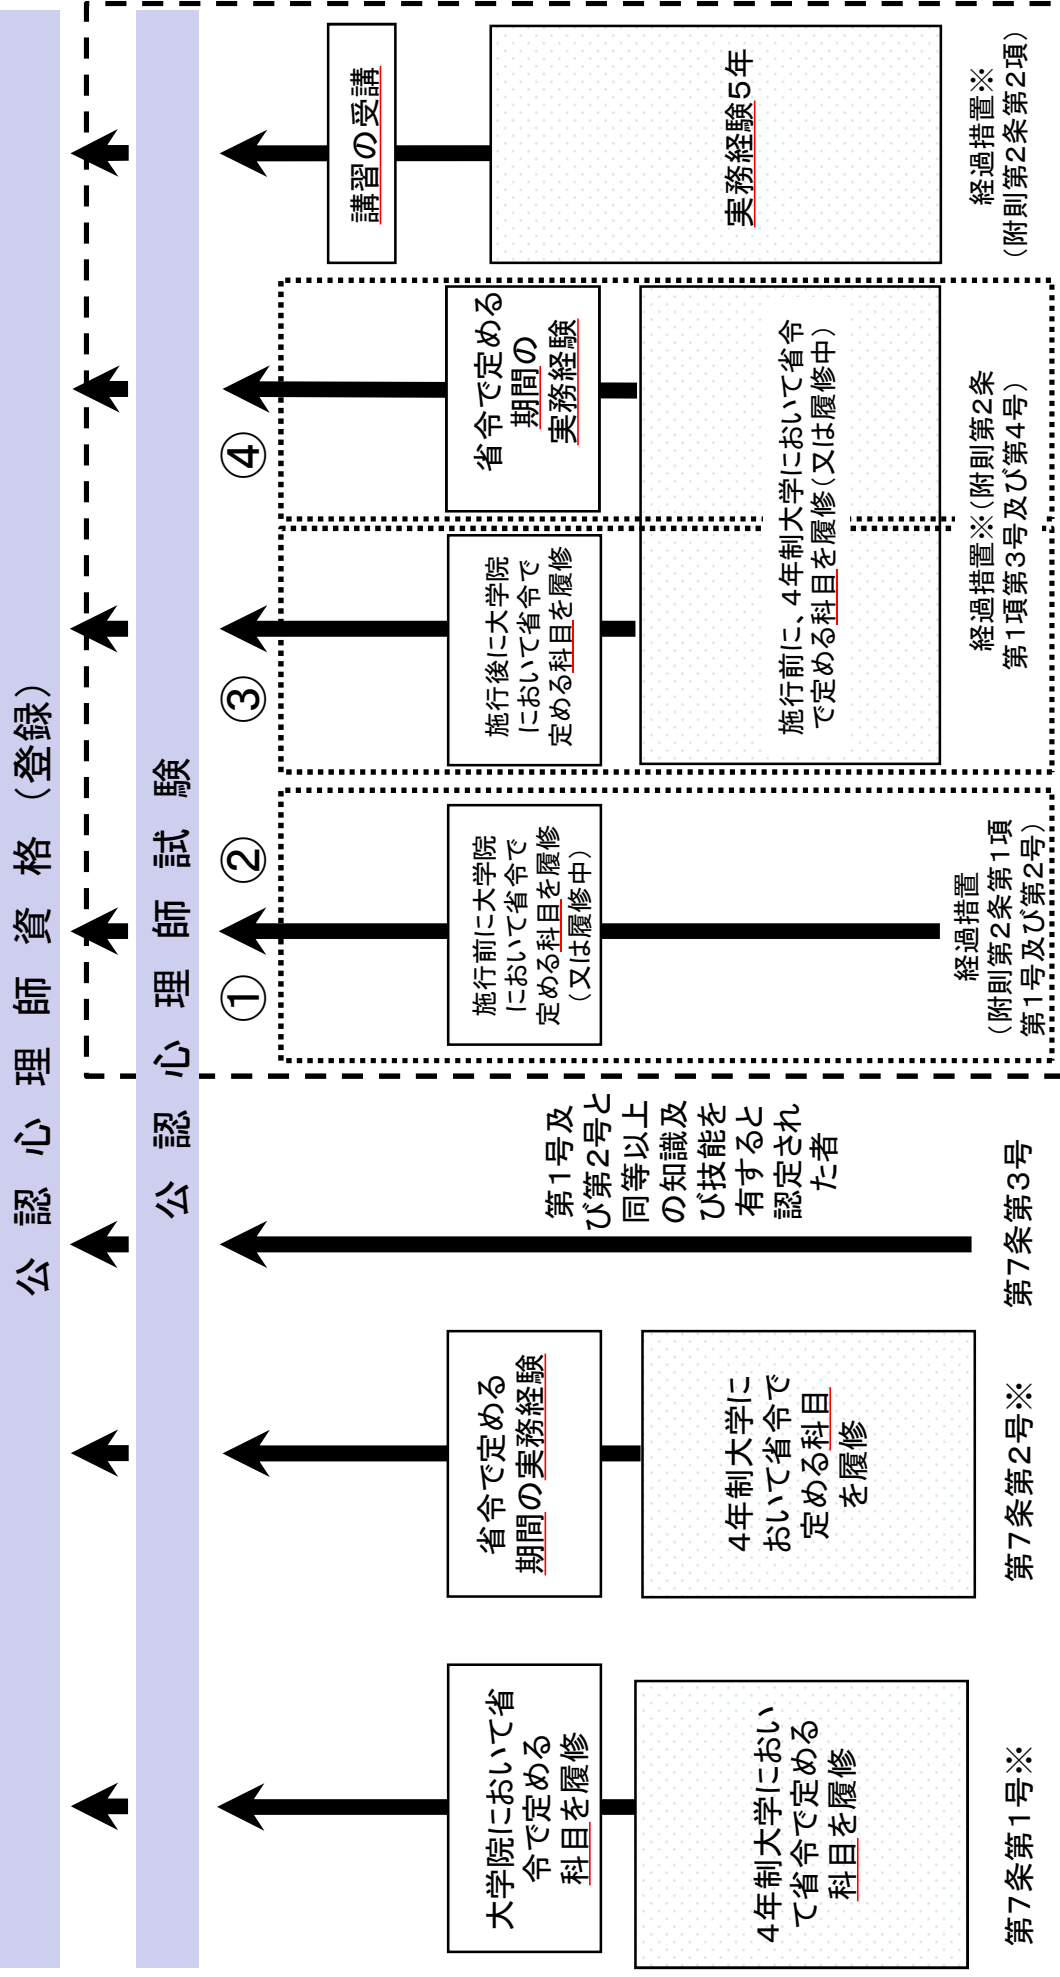 公認心理師資格（登録）
公認心理師試験
大学院において省
令で定める
科目を履修
4年制大学におい
て省令で定める
科目を履修
第7条第1号※
省令で定める
期間の実務経験
4年制大学に
おいて省令で
定める科目
を履修
第7条第2号※
第1号及
び第2号と
同等以上
の知識及
び技能を
有すると
認定され
た者
第7条第3号
①
②
施行前に大学院
において省令で
定める科目を履修
（又は履修中）
経過措置
（附則第2条第1項
第1号及び第2号）
③
施行後に大学院
において省令で
定める科目を履修
④
省令で定める
期間の
実務経験
施行前に、4年制大学において省令
で定める科目を履修（又は履修中）
経過措置※（附則第2条
第1項第3号及び第4号）
講習の受講
実務経験5年
経過措置※
（附則第2条第2項）